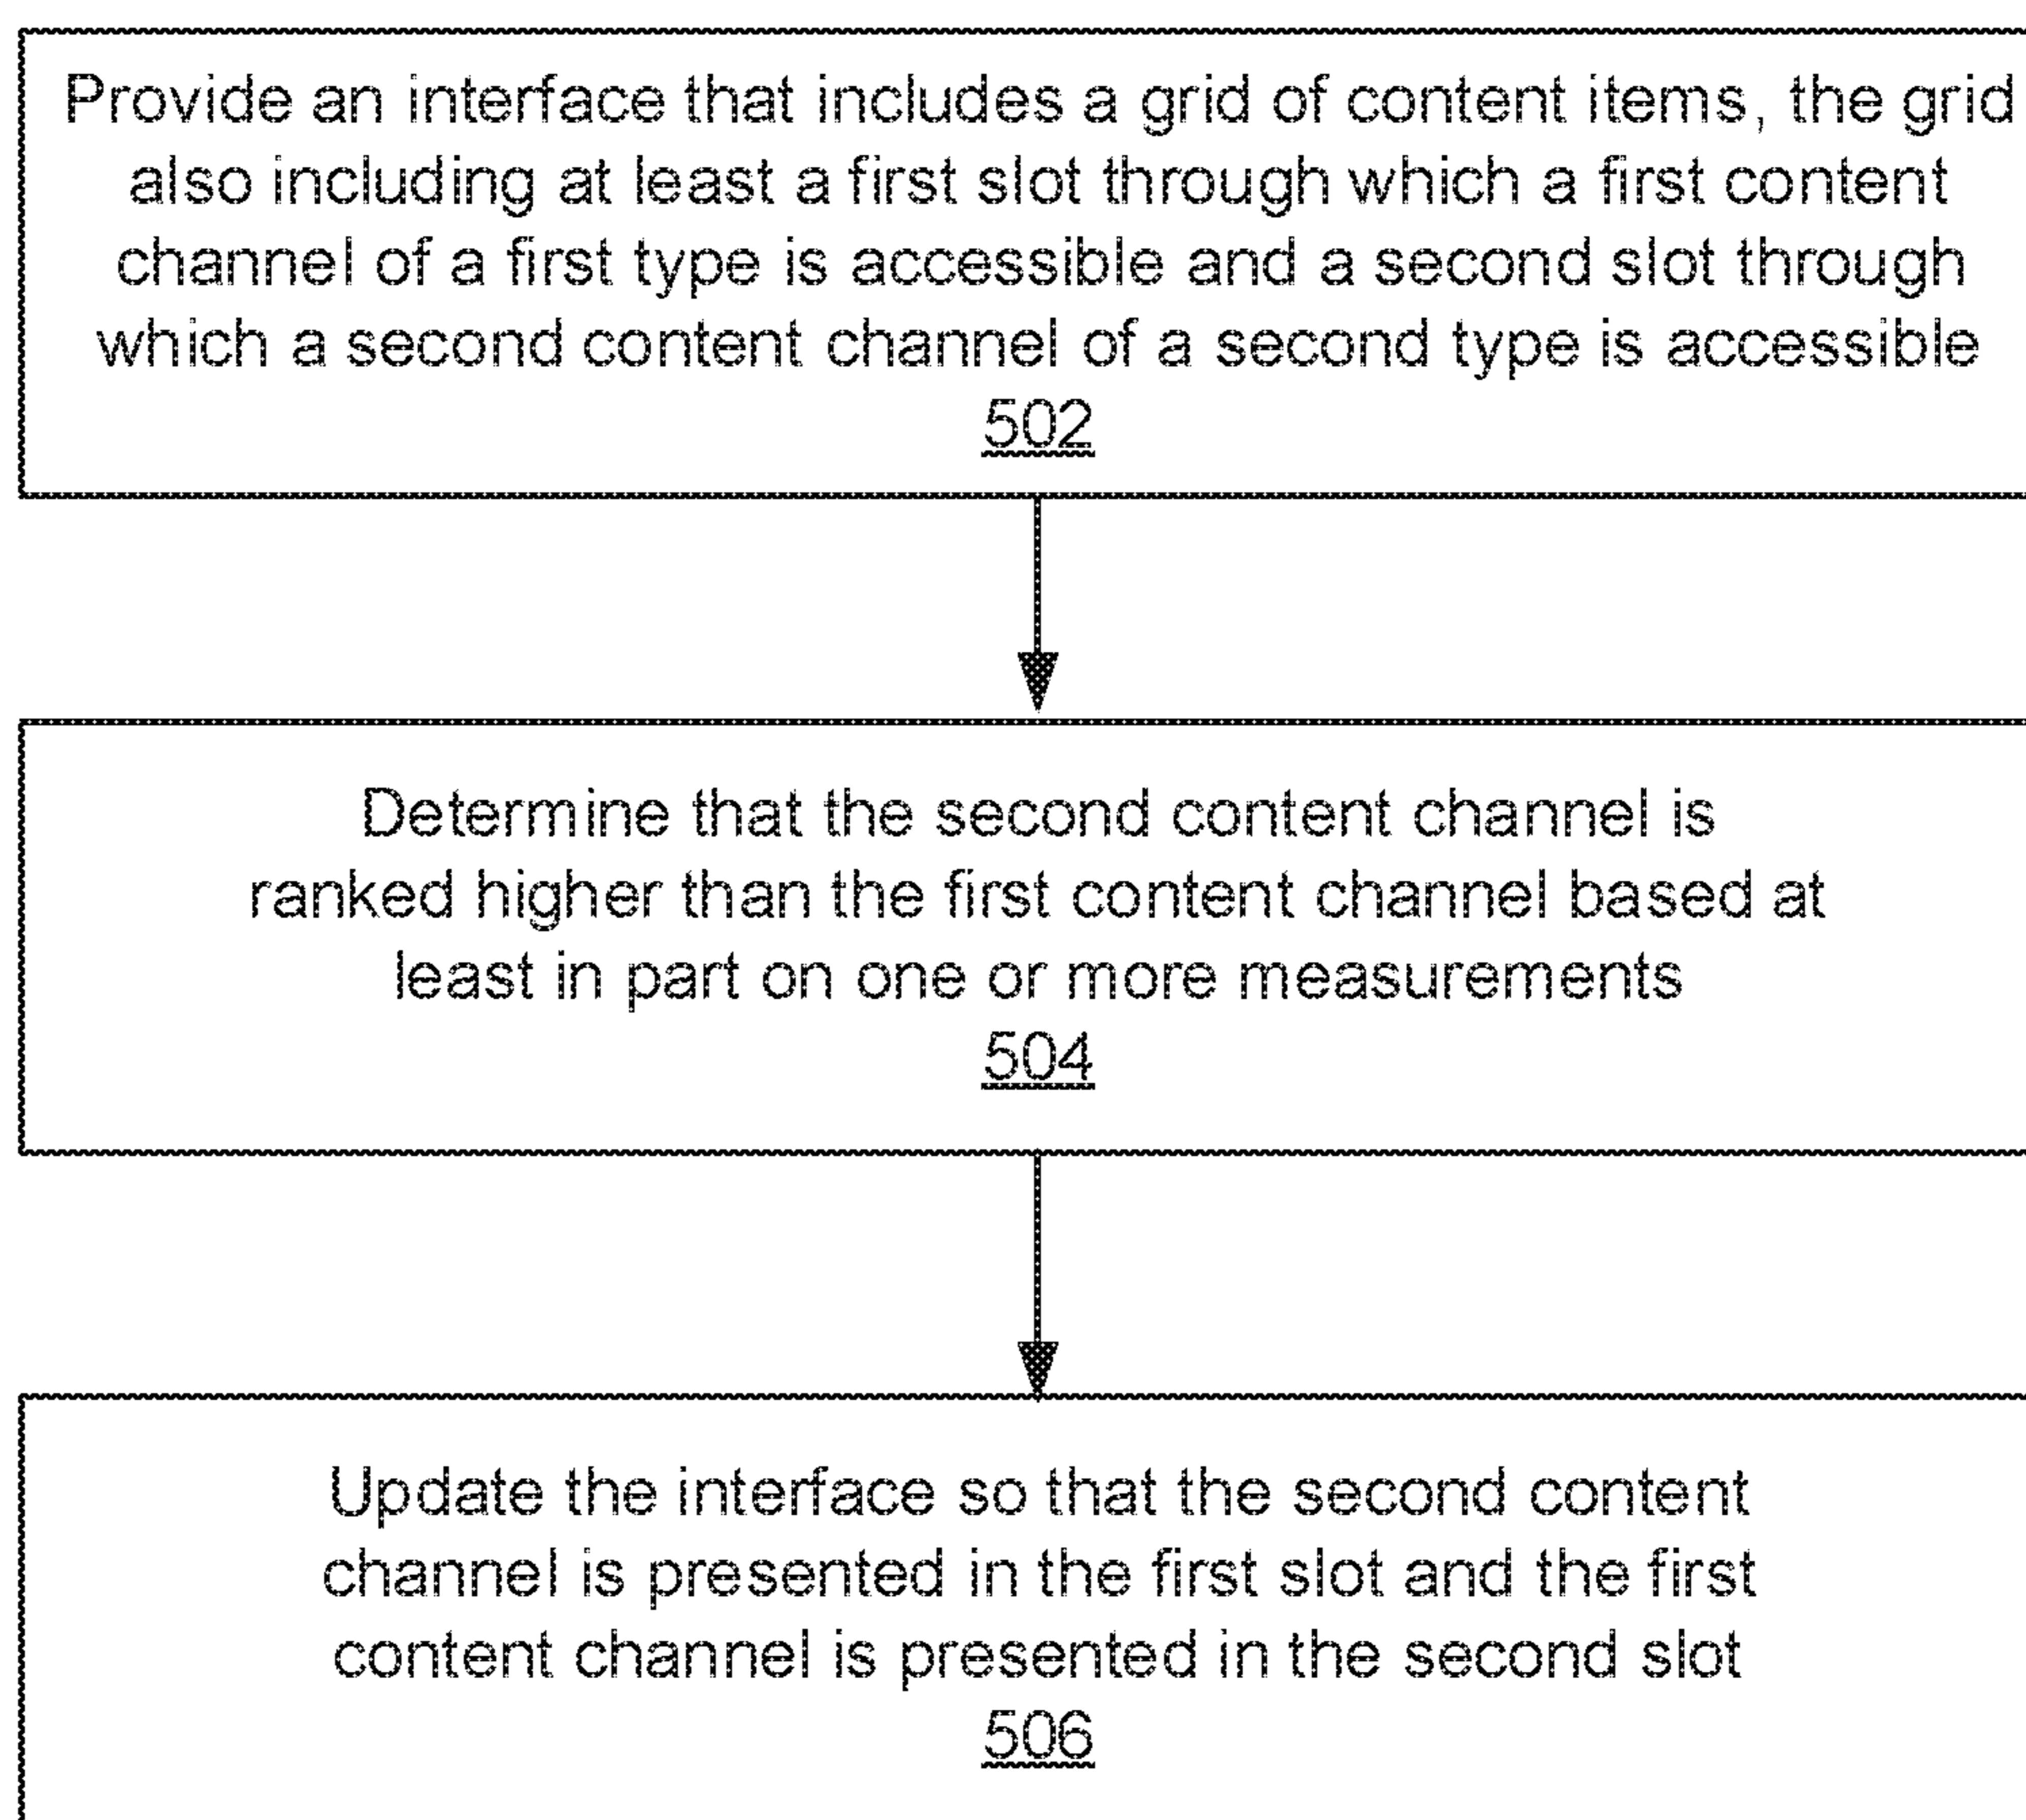 Provide an interface that includes a grid of content items, the grid
also including at least a first slot through which a first content
channel of a first type is accessible and a second slot through
which a second content channel of a second type is accessible
502
Determine that the second content channel is
ranked higher than the first content channel based at
least in part on one or more measurements
504
Update the interface so that the second content
channel is presented in the first slot and the first
content channel is presented in the second slot
506